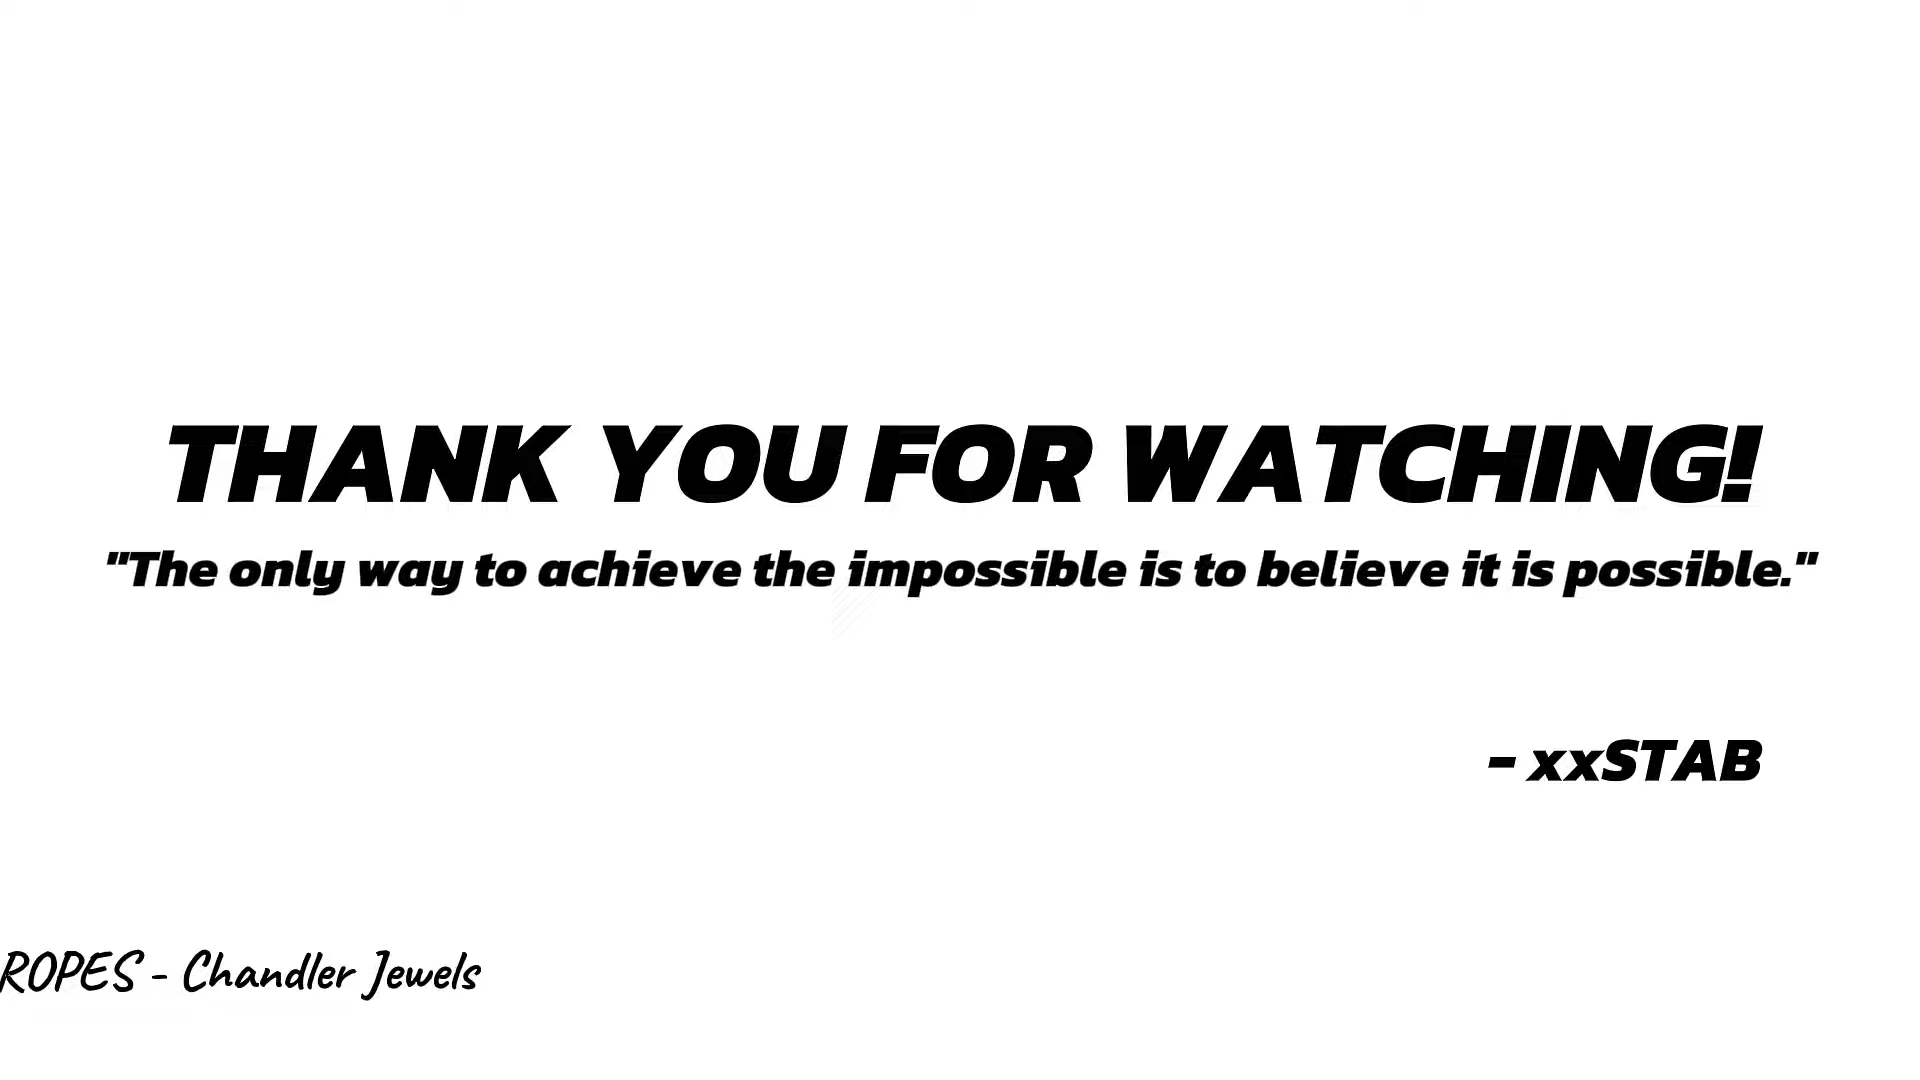 THANK YOU FOR WATCHING!
"The only way to achieve the impossible is to believe it is possible."
- xxSTAB
ROPES - Chandler Jewels